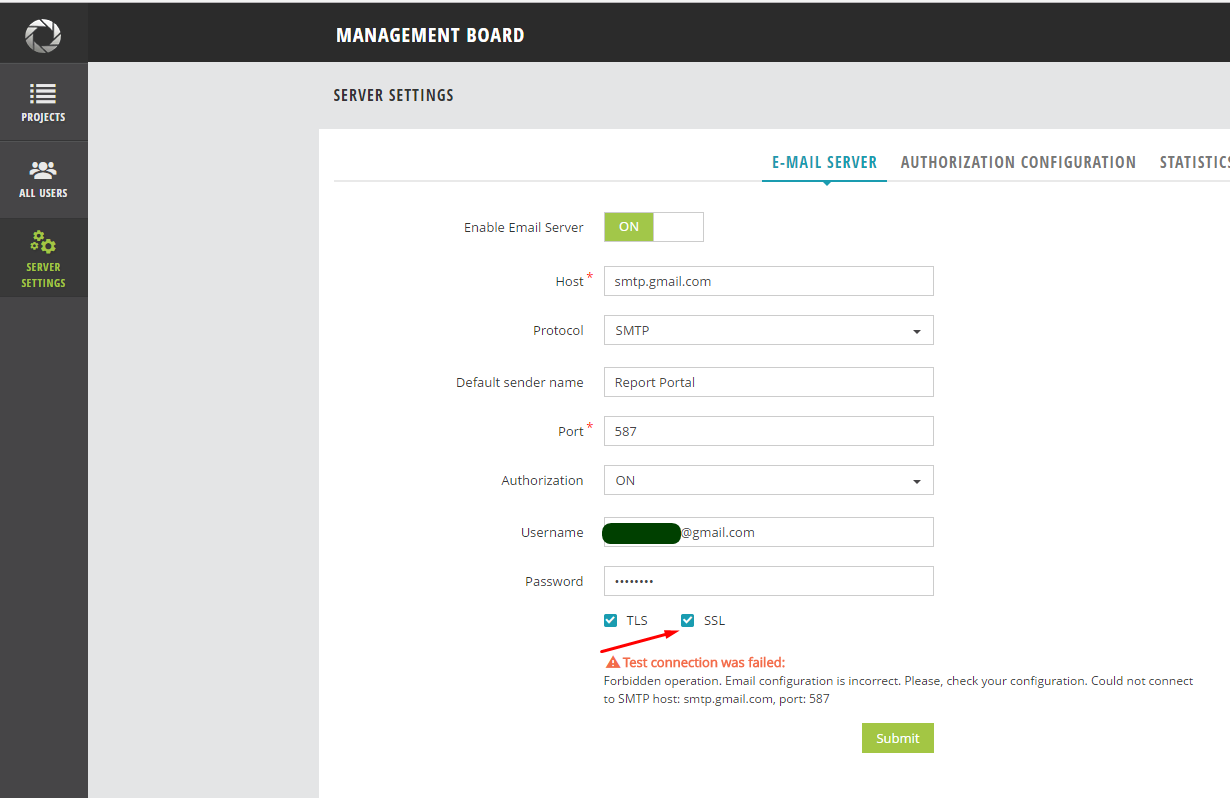 MANAGEMENT BOARD
PROJECTS
ALL USERS
SERVER
SETTINGS
SERVER SETTINGS
E-MAIL SERVER AUTHORIZATION CONFIGURATION STATISTICS
Enable Email Server ON
Host * smtp.gmail.com
Protocol SMTP
Default sender name Report Portal
Port * 587
Authorization ON
Username @gmail.com
Password ••••••••
TLS SSL
Test connection was failed:
Forbidden operation. Email configuration is incorrect. Please, check your configuration. Could not connect
to SMTP host: smtp.gmail.com, port: 587
Submit